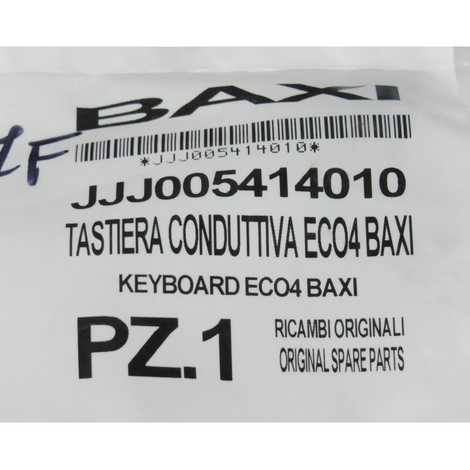 BAXI
*JJJ005414010*
JJJ005414010
TASTIERA CONDUTTIVA ECO4 BAXI
KEYBOARD ECO4 BAXI
PZ.1
RICAMBI ORIGINALI
ORIGINAL SPARE PARTS